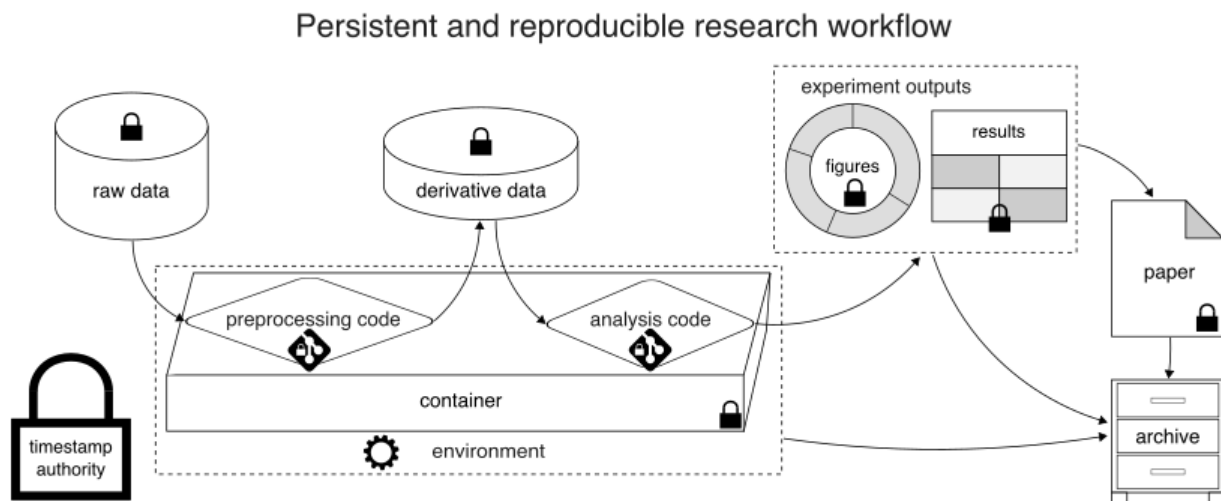 Persistent and reproducible research workflow
raw data
derivative data
experiment outputs
figures
results
preprocessing code
analysis code
paper
container
timestamp
authority
environment
archive